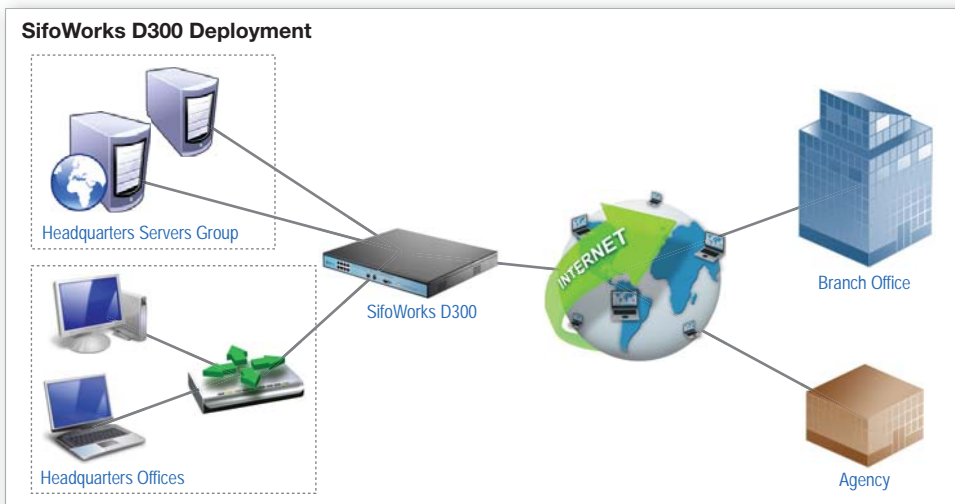 SifoWorks D300 Deployment
Headquarters Servers Group
SifoWorks D300
INTERNET
Branch Office
Headquarters Offices
Agency